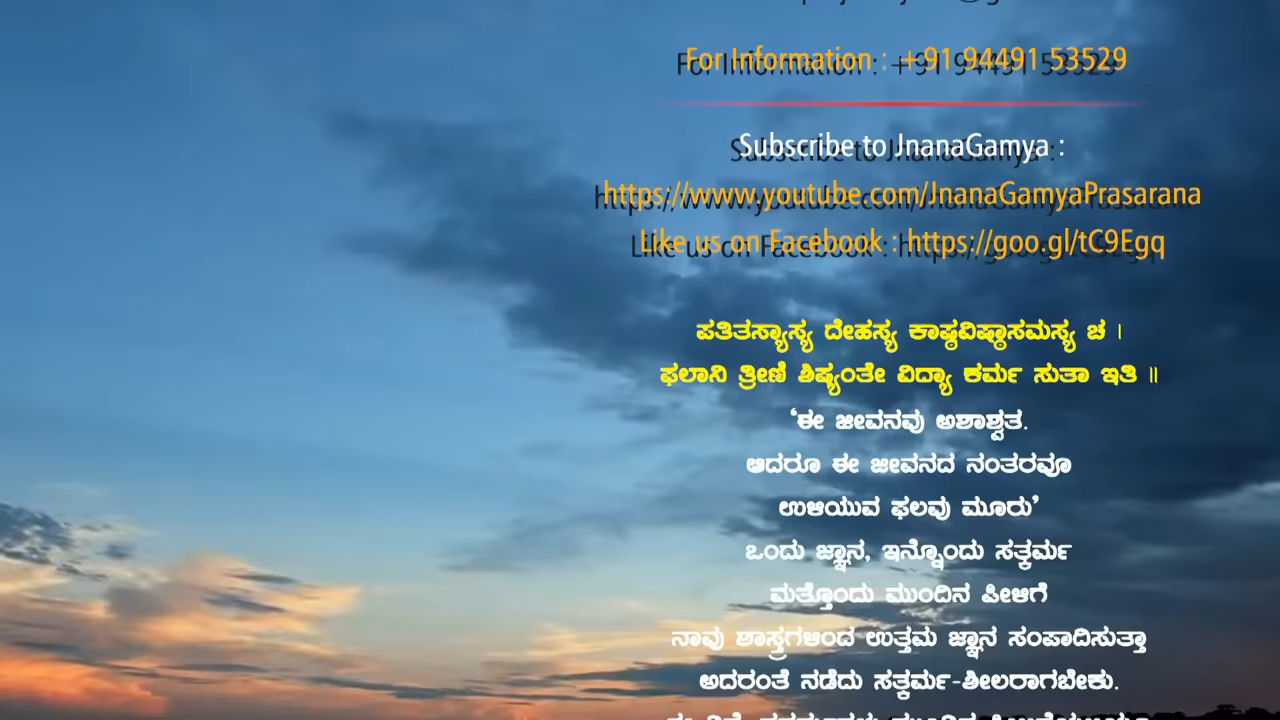 For Information : +91 94491 53529
Subscribe to JnanaGamya :
https://www.youtube.com/JnanaGamyaPrasarana
Like us on Facebook : https://goo.gl/tC9Egq
ಪತಿತಸ್ಯಾಸ್ಯ ದೇಹಸ್ಯ ಕಾಷ್ಠವಿಷ್ಠಾಸಮಸ್ಯ ಚ ।
ಫಲಾನಿ ತ್ರೀಣಿ ಶಿಷ್ಯಂತೇ ವಿದ್ಯಾ ಕರ್ಮ ಸುತಾ ಇತಿ ॥
‘ಈ ಜೀವನವು ಅಶಾಶ್ವತ.
ಆದರೂ ಈ ಜೀವನದ ನಂತರವೂ
ಉಳಿಯುವ ಫಲವು ಮೂರು’
ಒಂದು ಜ್ಞಾನ, ಇನ್ನೊಂದು ಸತ್ಕರ್ಮ
ಮತ್ತೊಂದು ಮುಂದಿನ ಪೀಳಿಗೆ
ನಾವು ಶಾಸ್ತ್ರಗಳಿಂದ ಉತ್ತಮ ಜ್ಞಾನ ಸಂಪಾದಿಸುತ್ತಾ
ಅದರಂತೆ ನಡೆದು ಸತ್ಕರ್ಮ-ಶೀಲರಾಗಬೇಕು.